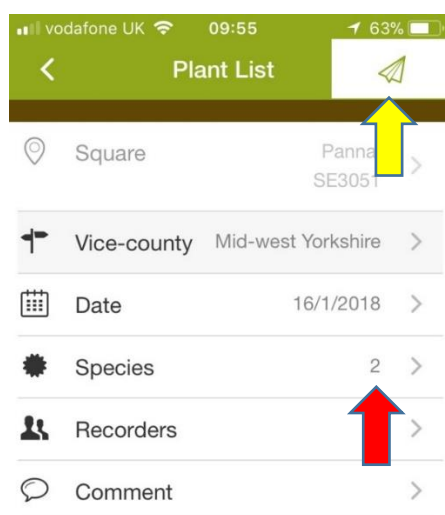 vodafone UK 09:55 63%
Plant List
Square
SE3051
Vice-county Mid-west Yorkshire
Date 16/1/2018
Species 2
Recorders
Comment